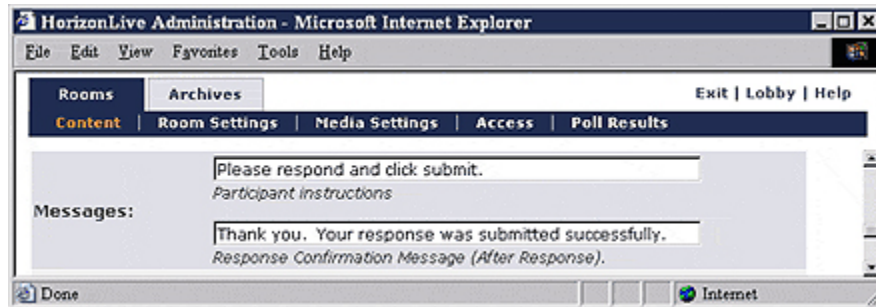 HorizonLive Administration - Microsoft Internet Explorer
File Edit View Favorites Tools Help
Rooms Archives Exit | Lobby | Help
Content | Room Settings | Media Settings | Access | Poll Results
Please respond and click submit.
Participant instructions
Messages:
Thank you. Your response was submitted successfully.
Response Confirmation Message (After Response).
Done Internet